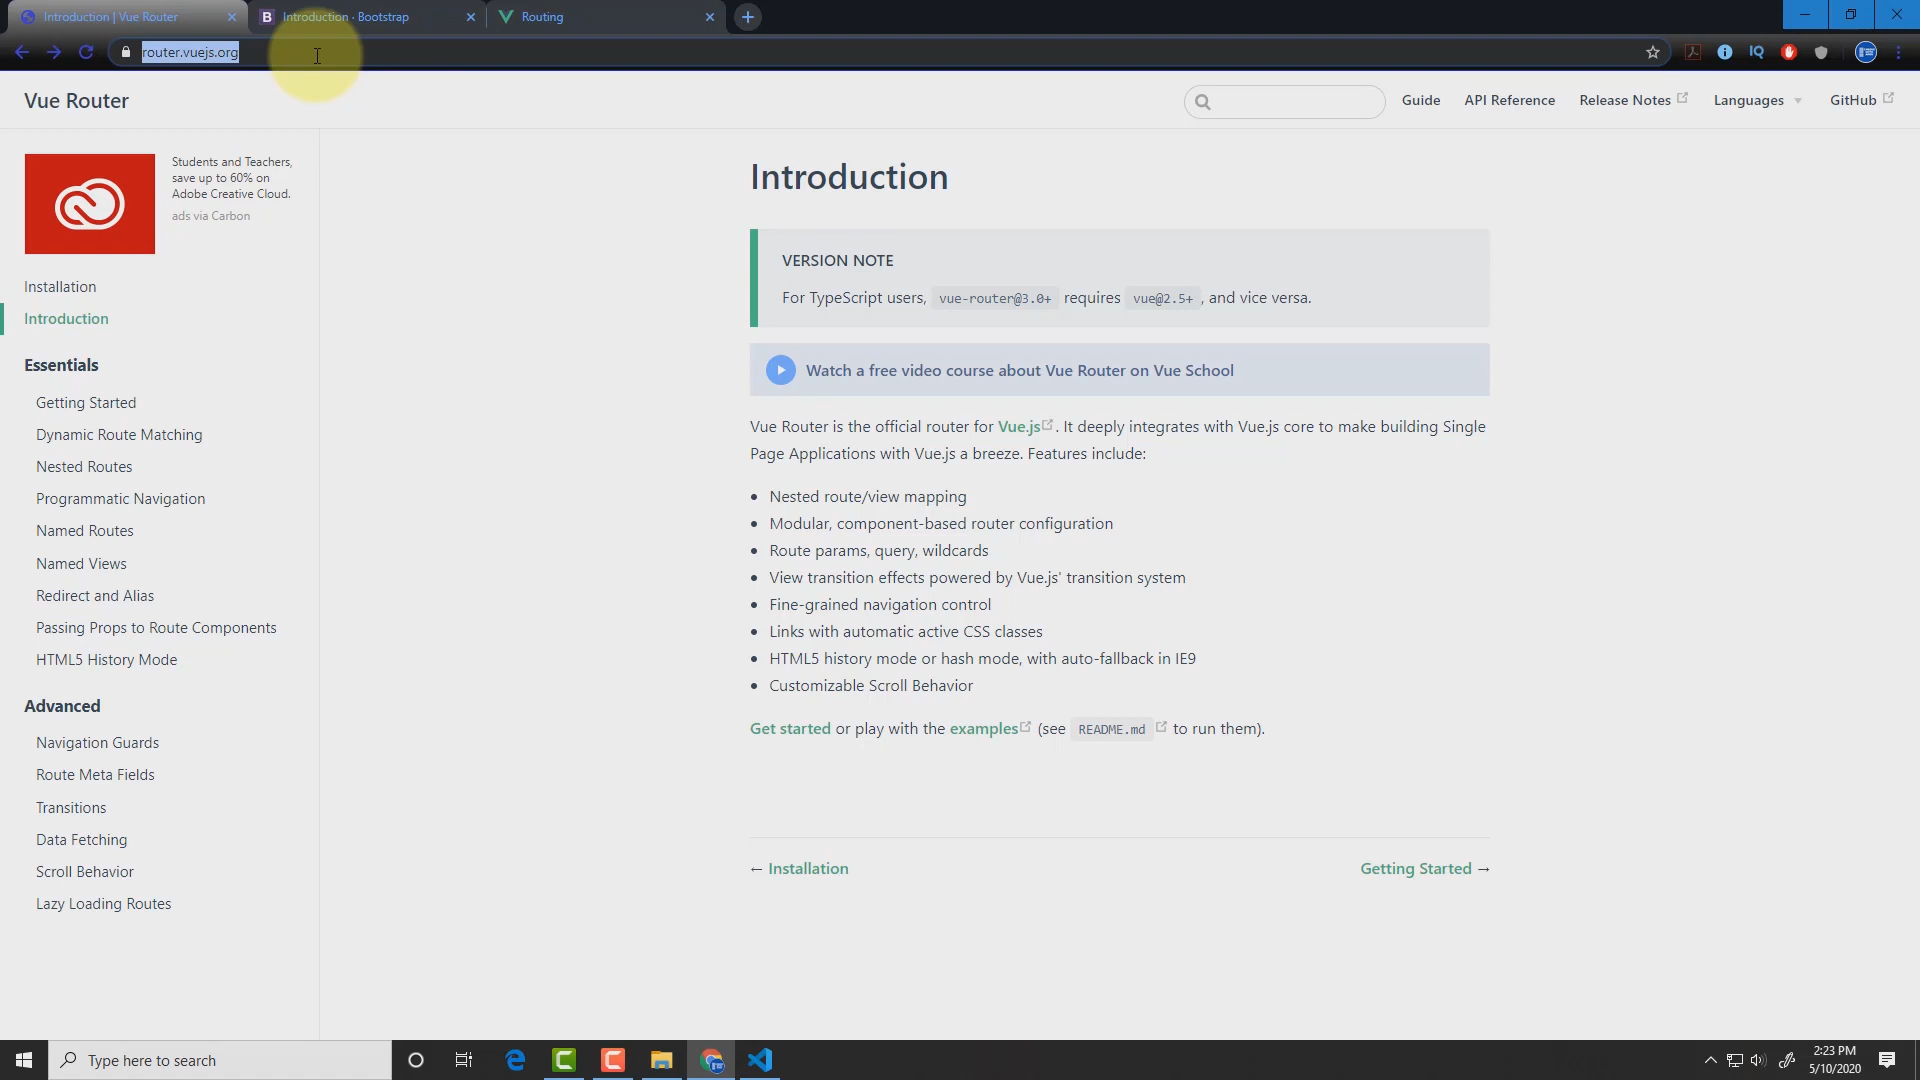 Introduction | Vue Router
Introduction · Bootstrap
Routing
router.vuejs.org
Vue Router
Guide
API Reference
Release Notes
Languages
GitHub
Students and Teachers,
save up to 60% on
Adobe Creative Cloud.
ads via Carbon
Installation
Introduction
Essentials
Getting Started
Dynamic Route Matching
Nested Routes
Programmatic Navigation
Named Routes
Named Views
Redirect and Alias
Passing Props to Route Components
HTML5 History Mode
Advanced
Navigation Guards
Route Meta Fields
Transitions
Data Fetching
Scroll Behavior
Lazy Loading Routes
Introduction
VERSION NOTE
For TypeScript users, vue-router@3.0+ requires vue@2.5+, and vice versa.
Watch a free video course about Vue Router on Vue School
Vue Router is the official router for Vue.js. It deeply integrates with Vue.js core to make building Single
Page Applications with Vue.js a breeze. Features include:
• Nested route/view mapping
• Modular, component-based router configuration
• Route params, query, wildcards
• View transition effects powered by Vue.js' transition system
• Fine-grained navigation control
• Links with automatic active CSS classes
• HTML5 history mode or hash mode, with auto-fallback in IE9
• Customizable Scroll Behavior
Get started or play with the examples (see README.md to run them).
← Installation
Getting Started →
Type here to search
2:23 PM
5/10/2020